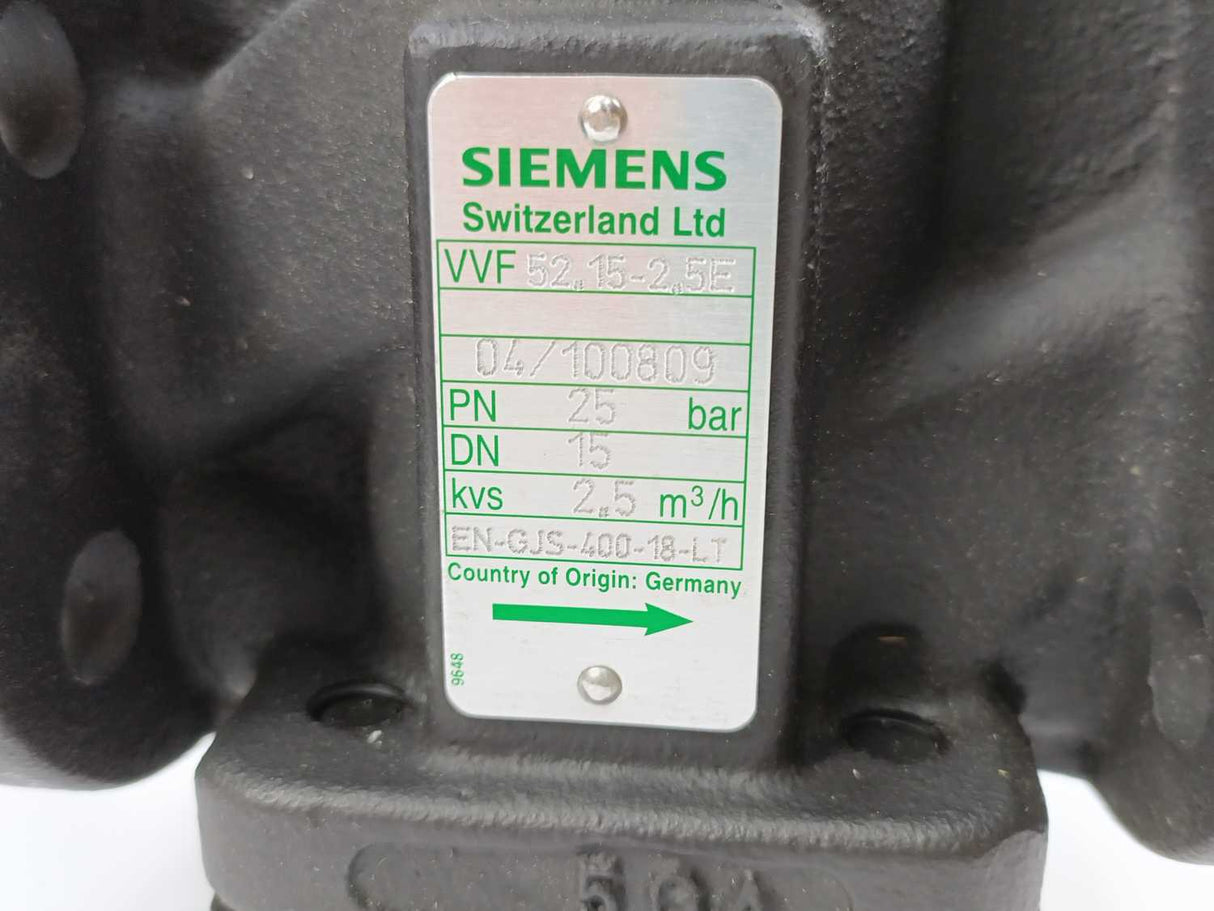 SIEMENS
Switzerland Ltd
VVF 52.15-2.5E
04/100809
PN 25 bar
DN 15
kvs 2.5 m³/h
EN-GJS-400-18-LT
Country of Origin: Germany
9648